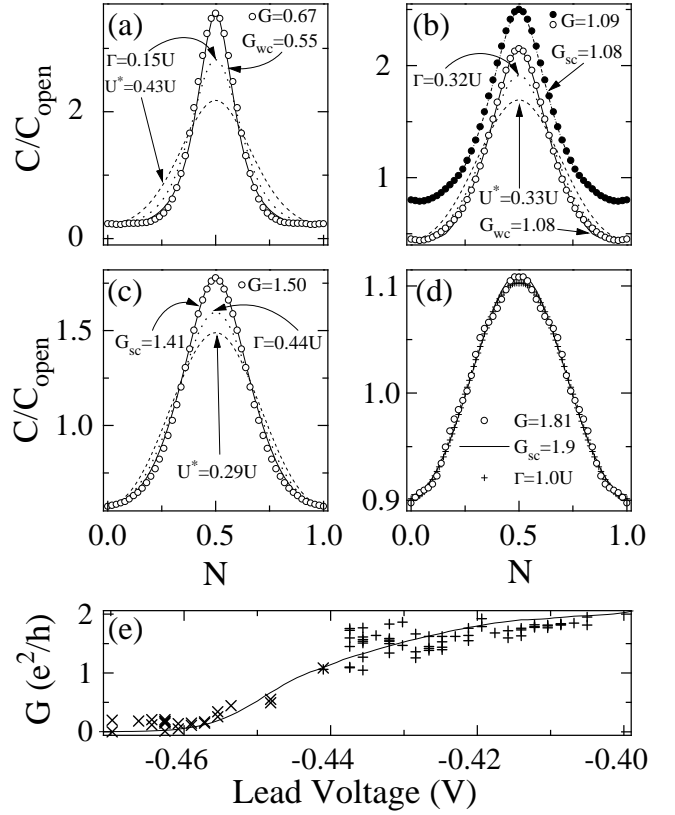 (a)
G=0.67
G_wc=0.55
Γ=0.15U
U*=0.43U
C/C_open
2
0
(b)
G=1.09
G_sc=1.08
Γ=0.32U
U*=0.33U
G_wc=1.08
2
1
(c)
G=1.50
G_sc=1.41
Γ=0.44U
U*=0.29U
C/C_open
1.5
1.0
0.0
0.5
1.0
N
(d)
G=1.81
G_sc=1.9
Γ=1.0U
1.1
1.0
0.9
0.0
0.5
1.0
N
(e)
G (e²/h)
2
1
0
-0.46
-0.44
-0.42
-0.40
Lead Voltage (V)